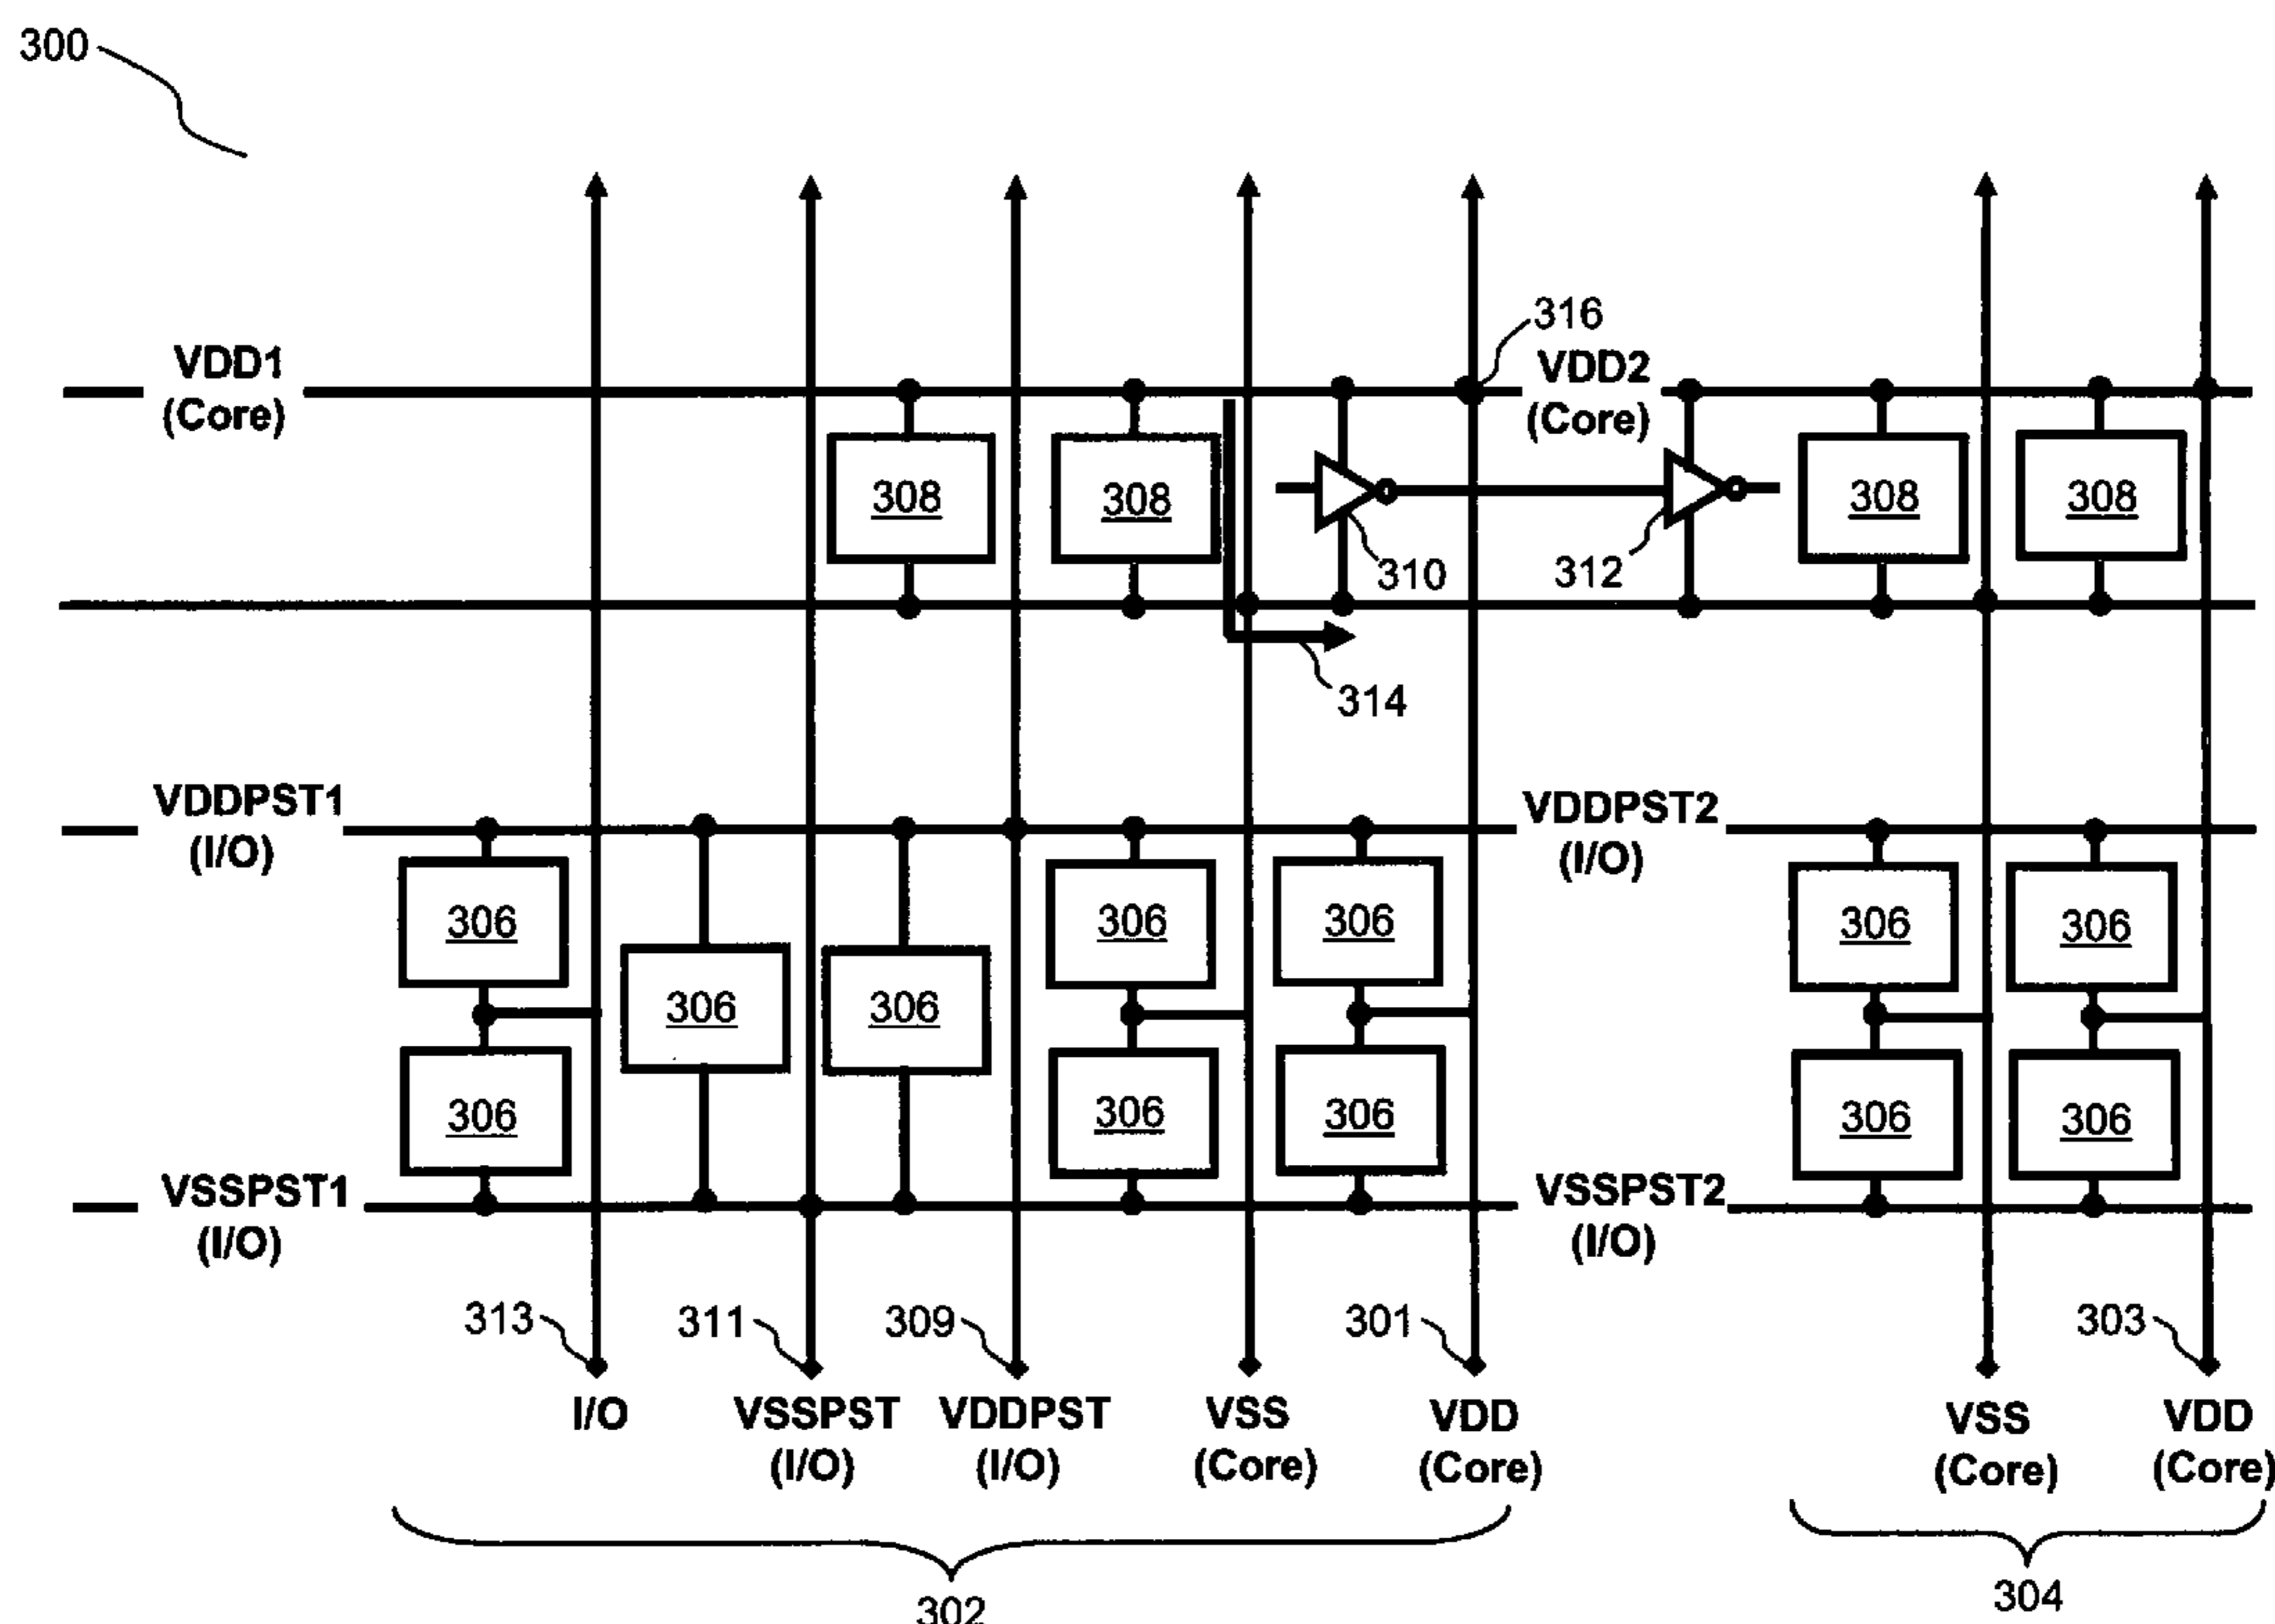 300
316
VDD1
(Core)
VDD2
(Core)
308
308
308
308
310
312
314
VDDPST1
(I/O)
VDDPST2
(I/O)
306
306
306
306
306
306
306
306
306
306
306
306
VSSPST1
(I/O)
VSSPST2
(I/O)
313
311
309
301
303
I/O
VSSPST
(I/O)
VDDPST
(I/O)
VSS
(Core)
VDD
(Core)
VSS
(Core)
VDD
(Core)
302
304